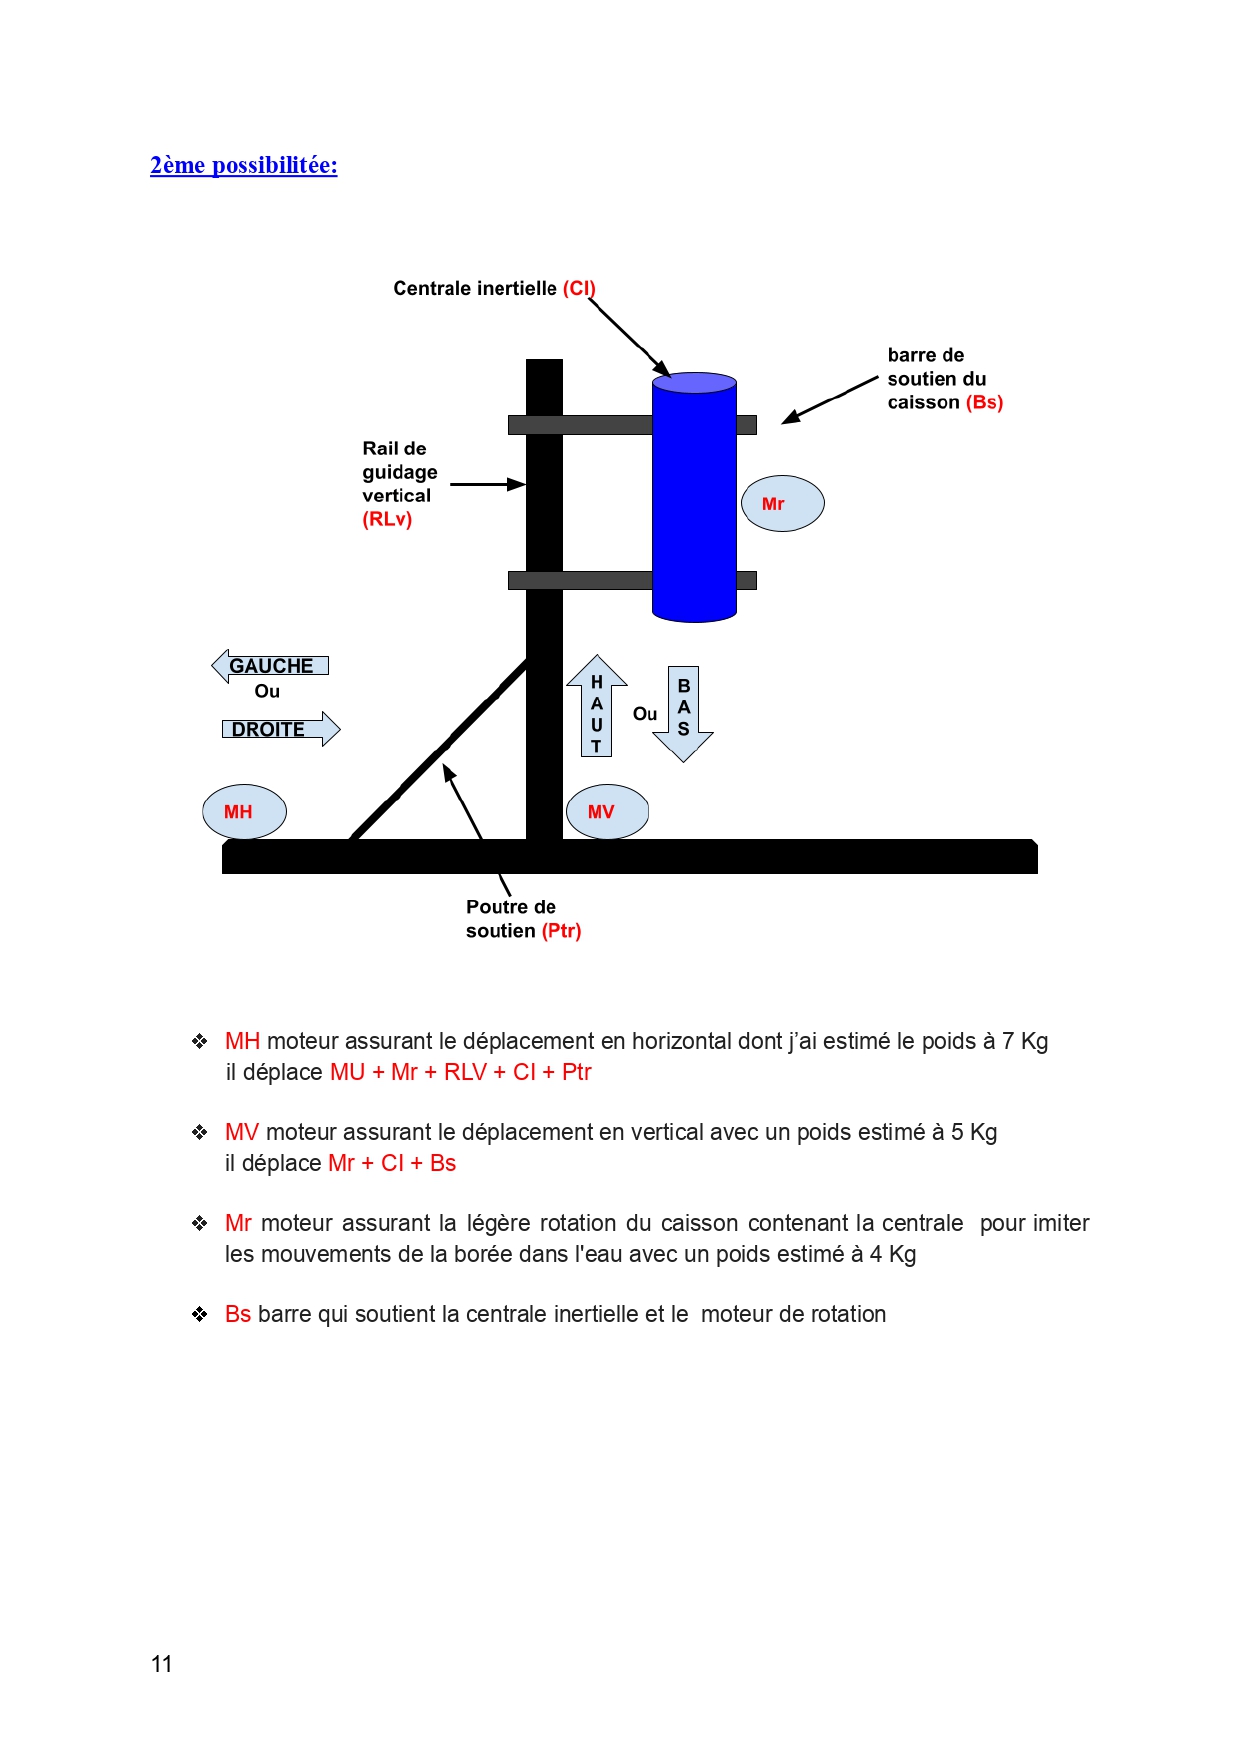 2ème possibilitée:
Centrale inertielle (CI)
barre de
soutien du
caisson (Bs)
Rail de
guidage
vertical
(RLv)
Mr
GAUCHE
Ou
DROITE
H
A
U
T
Ou
B
A
S
MH
MV
Poutre de
soutien (Ptr)
❖ MH moteur assurant le déplacement en horizontal dont j’ai estimé le poids à 7 Kg
il déplace MU + Mr + RLV + CI + Ptr
❖ MV moteur assurant le déplacement en vertical avec un poids estimé à 5 Kg
il déplace Mr + CI + Bs
❖ Mr moteur assurant la légère rotation du caisson contenant la centrale pour imiter
les mouvements de la borée dans l'eau avec un poids estimé à 4 Kg
❖ Bs barre qui soutient la centrale inertielle et le moteur de rotation
11